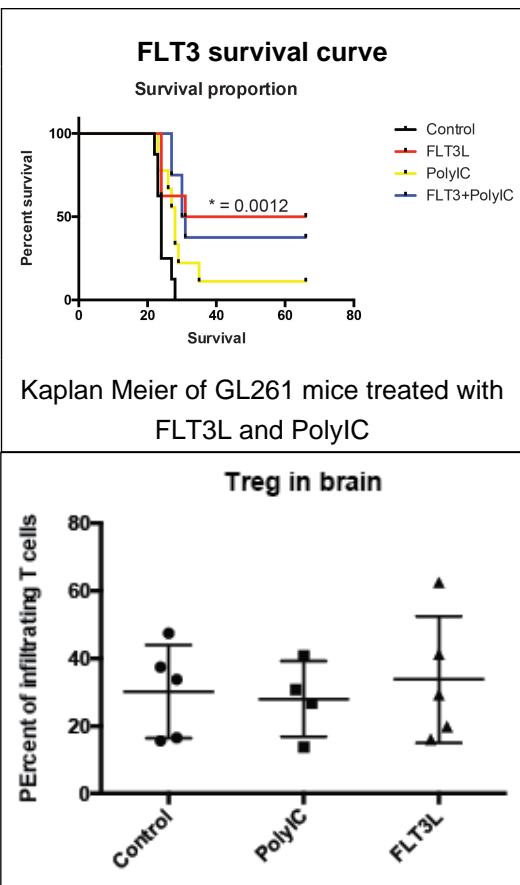 FLT3 survival curve
Survival proportion
Percent survival
100
50
0
* = 0.0012
0 20 40 60 80
Survival
Control
FLT3L
PolyIC
FLT3+PolyIC
Kaplan Meier of GL261 mice treated with
FLT3L and PolyIC
Treg in brain
PErcent of infiltrating T cells
80
60
40
20
0
Control PolyIC FLT3L